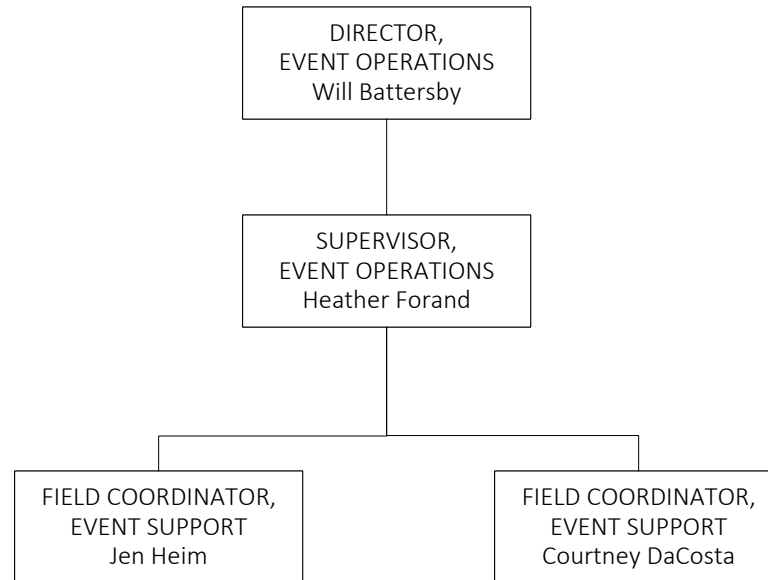 DIRECTOR,
EVENT OPERATIONS
Will Battersby
SUPERVISOR,
EVENT OPERATIONS
Heather Forand
FIELD COORDINATOR,
EVENT SUPPORT
Jen Heim
FIELD COORDINATOR,
EVENT SUPPORT
Courtney DaCosta